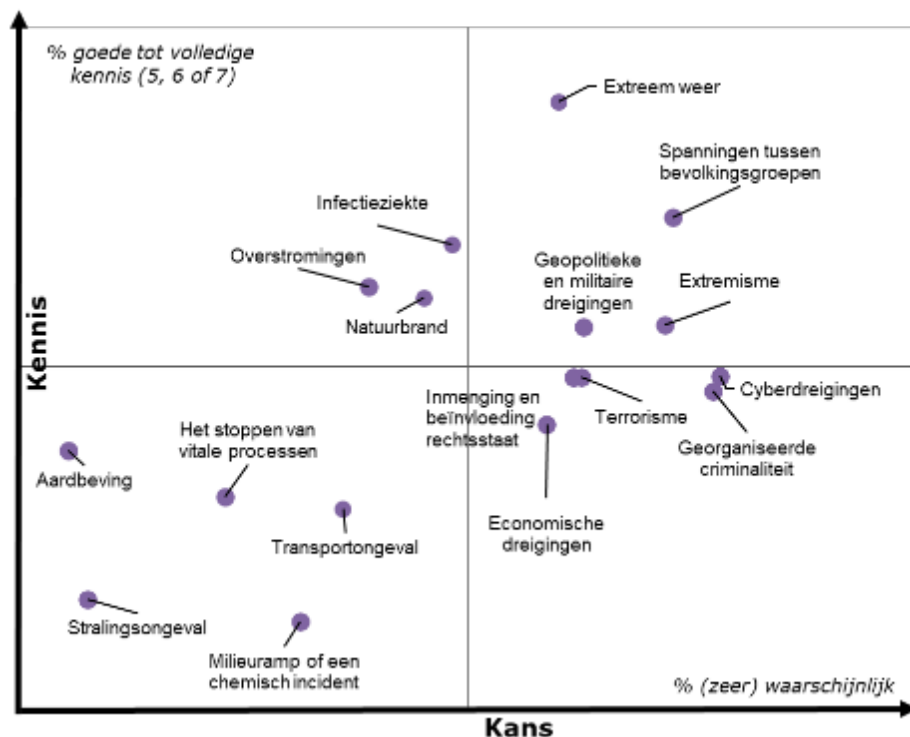 % goede tot volledige
kennis (5, 6 of 7)
Extreem weer
Spanningen tussen
bevolkingsgroepen
Infectieziekte
Overstromingen
Geopolitieke
en militaire
dreigingen
Extremisme
Natuurbrand
Kennis
Inmenging en
beïnvloeding
rechtsstaat
Terrorisme
Cyberdreigingen
Georganiseerde
criminaliteit
Het stoppen van
vitale processen
Aardbeving
Transportongeval
Economische
dreigingen
Stralingsongeval
Milieuramp of een
chemisch incident
% (zeer) waarschijnlijk
Kans